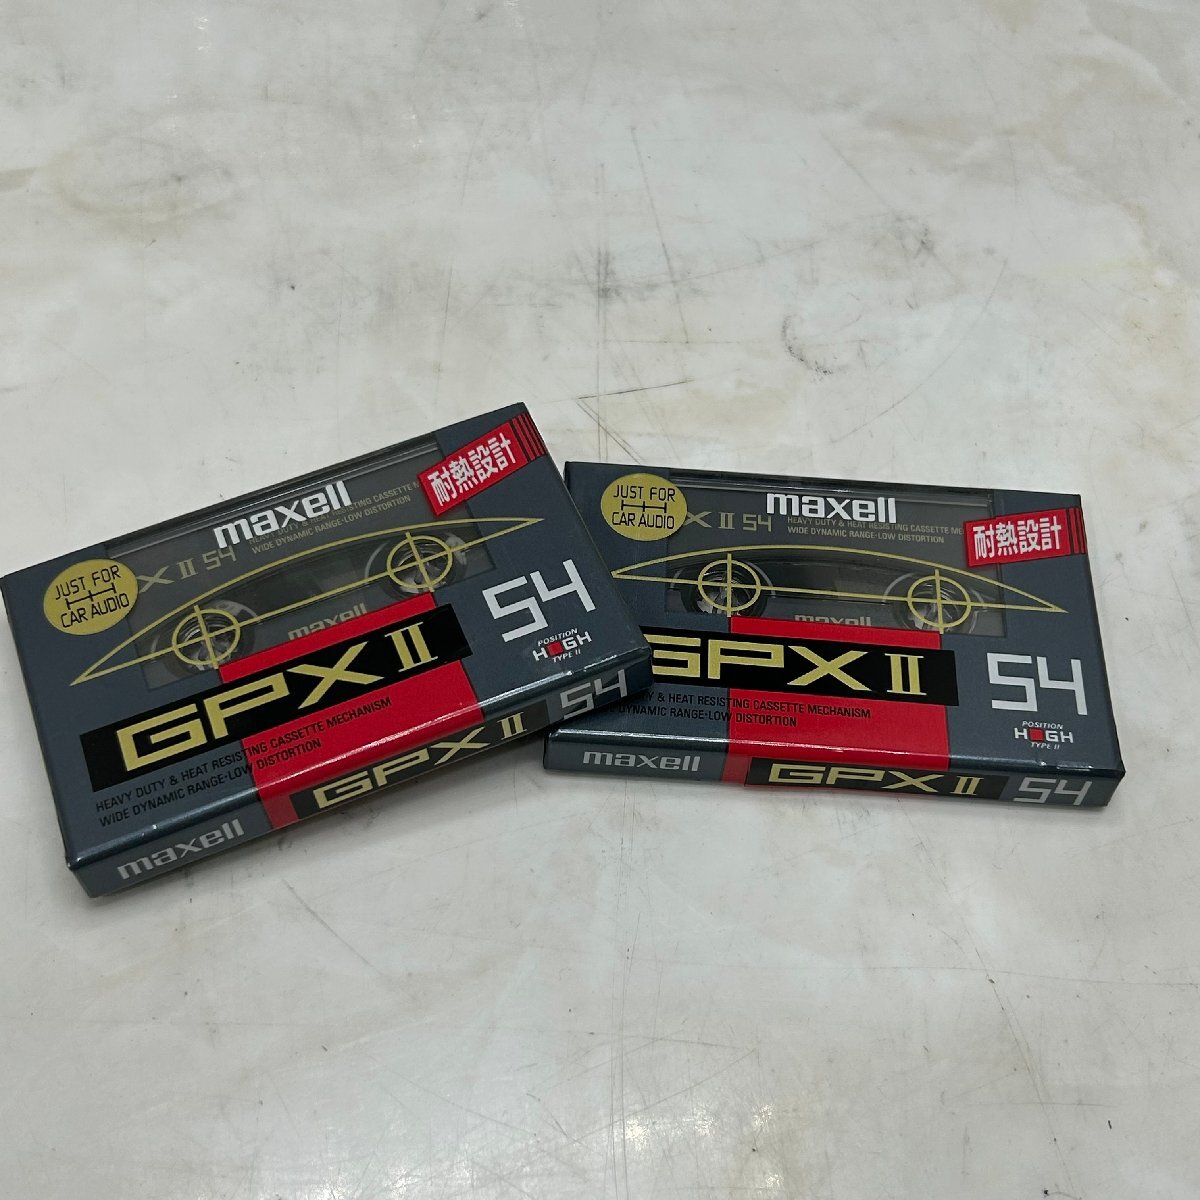 maxell
耐熱設計
JUST FOR
CAR AUDIO
X II 54
HEAVY DUTY & HEAT RESISTING CASSETTE M
WIDE DYNAMIC RANGE·LOW DISTORTION
maxell
GPX II
54
POSITION
HIGH
TYPE II
HEAVY DUTY & HEAT RESISTING CASSETTE MECHANISM
WIDE DYNAMIC RANGE·LOW DISTORTION
maxell GPX II 54
maxell
耐熱設計
JUST FOR
CAR AUDIO
X II 54
HEAVY DUTY & HEAT RESISTING CASSETTE ME
WIDE DYNAMIC RANGE·LOW DISTORTION
maxell
GPX II
54
POSITION
HIGH
TYPE II
& HEAT RESISTING CASSETTE MECHANISM
DYNAMIC RANGE·LOW DISTORTION
maxell GPX II 54